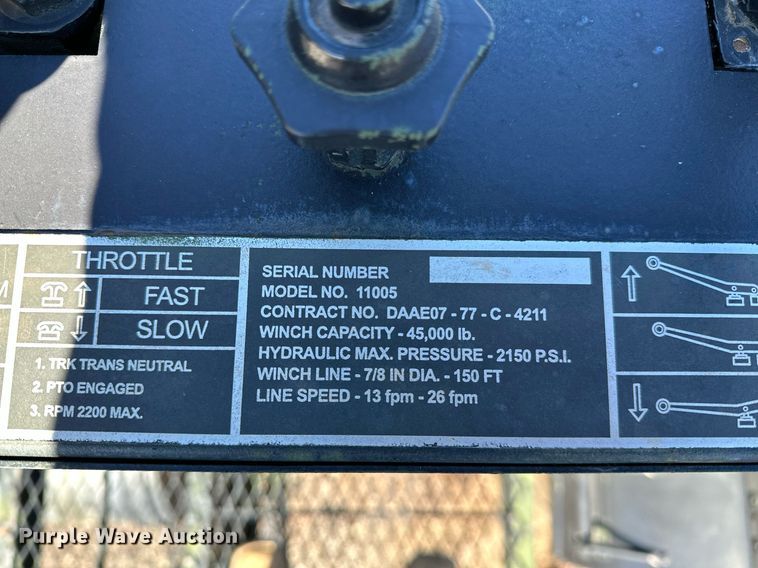 THROTTLE
FAST
SLOW
1. TRK TRANS NEUTRAL
2. PTO ENGAGED
3. RPM 2200 MAX.
SERIAL NUMBER
MODEL NO. 11005
CONTRACT NO. DAAE07 - 77 - C - 4211
WINCH CAPACITY - 45,000 lb.
HYDRAULIC MAX. PRESSURE - 2150 P.S.I.
WINCH LINE - 7/8 IN DIA. - 150 FT
LINE SPEED - 13 fpm - 26 fpm
Purple Wave Auction